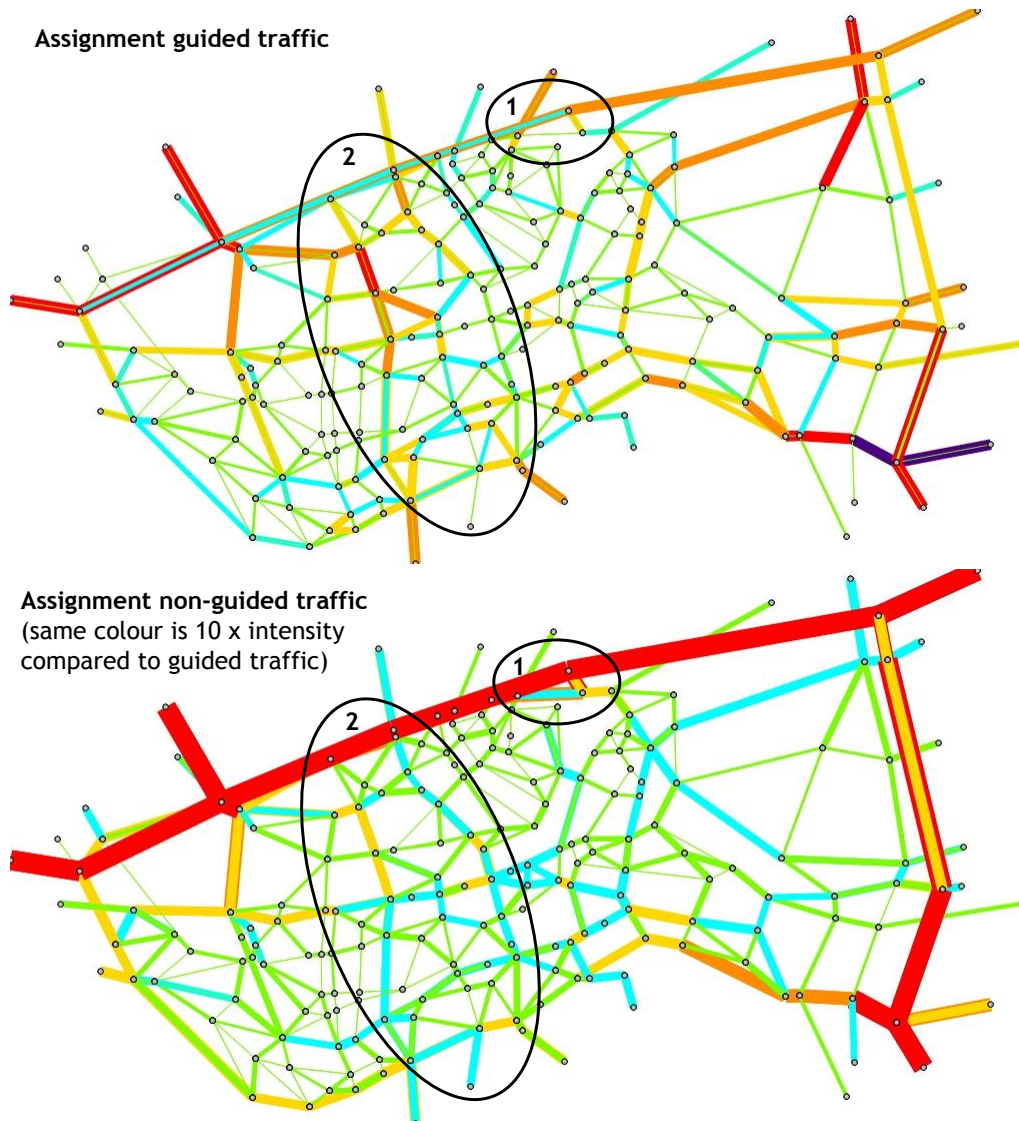 Assignment guided traffic
1
2
Assignment non-guided traffic
(same colour is 10 x intensity
compared to guided traffic)
1
2